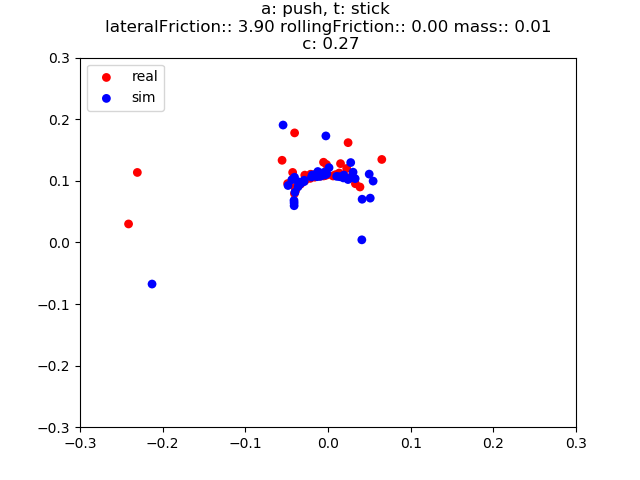 a: push, t: stick
lateralFriction:: 3.90 rollingFriction:: 0.00 mass:: 0.01
c: 0.27
real
sim
0.3
0.2
0.1
0.0
−0.1
−0.2
−0.3
−0.3
−0.2
−0.1
0.0
0.1
0.2
0.3